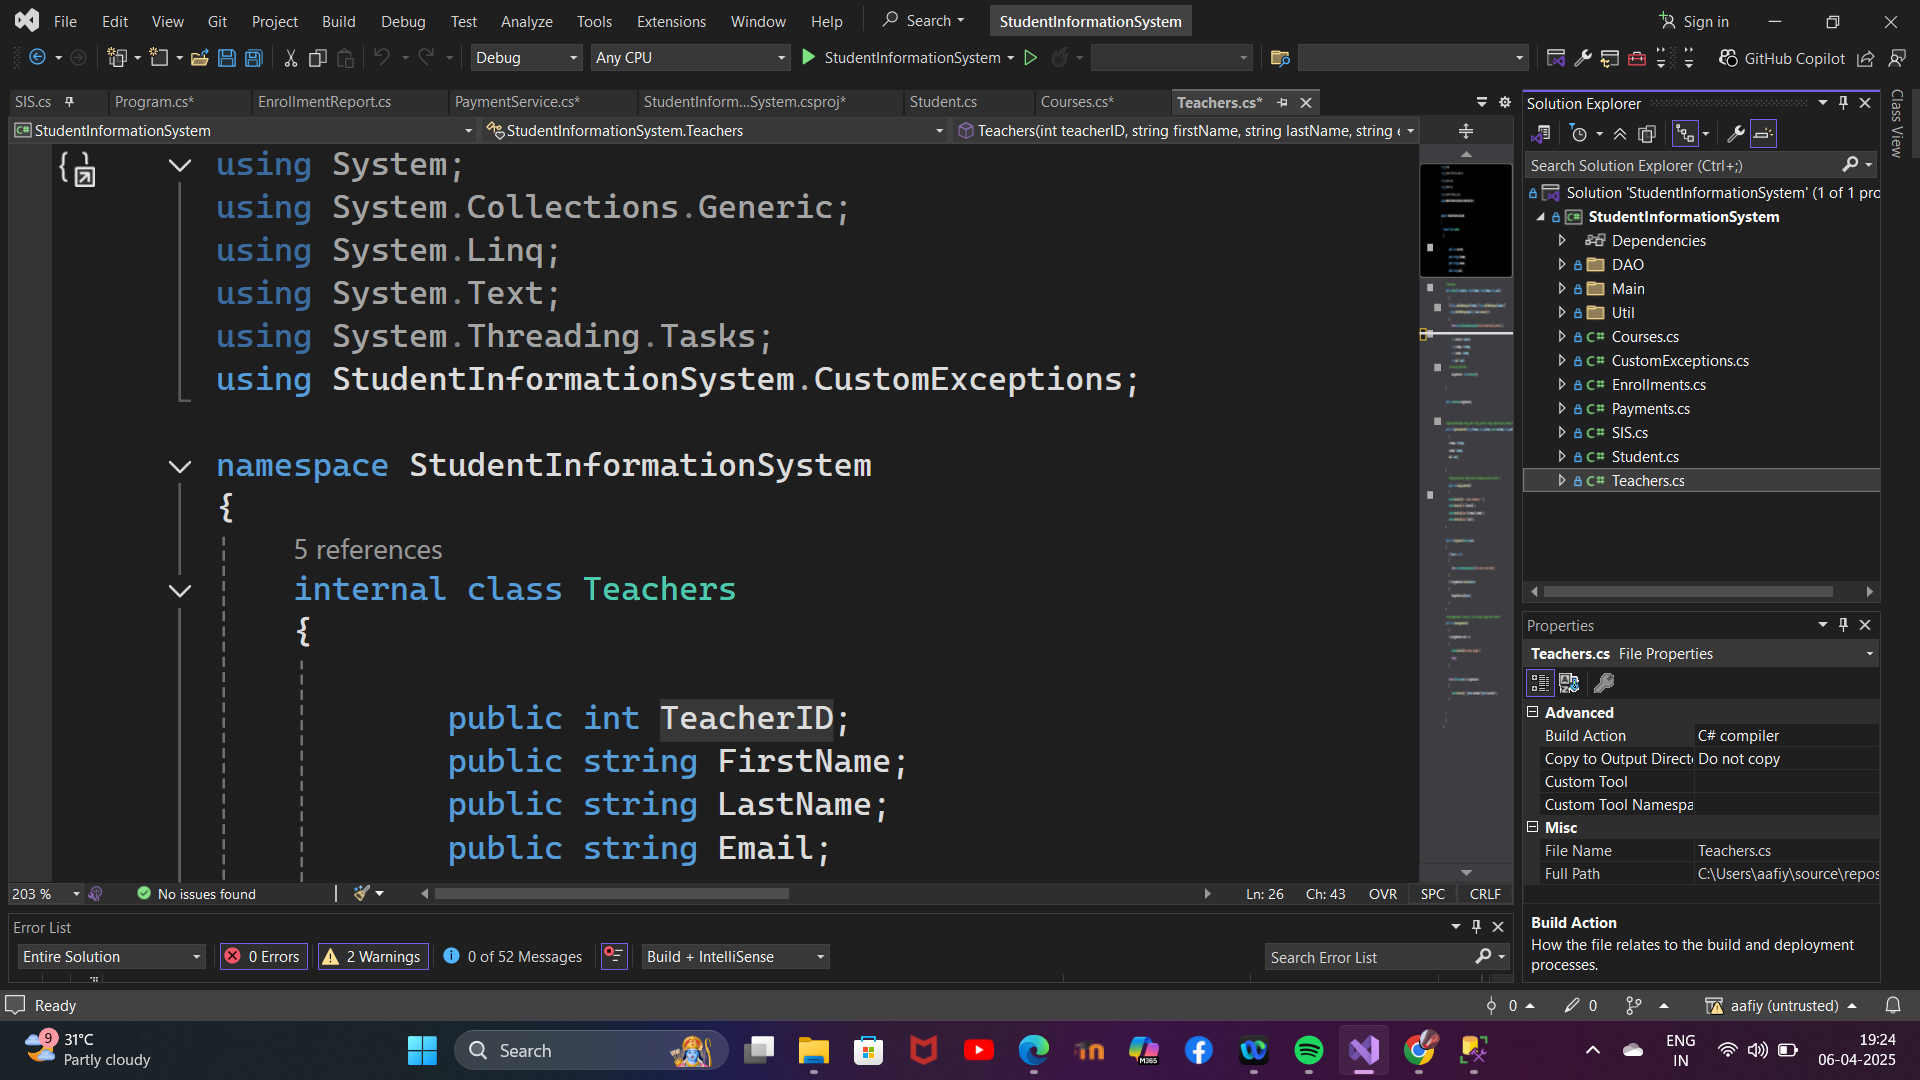 File Edit View Git Project Build Debug Test Analyze Tools Extensions Window Help Search StudentInformationSystem Sign in
Debug Any CPU StudentInformationSystem GitHub Copilot
SIS.cs Program.cs* EnrollmentReport.cs PaymentService.cs* StudentInform...System.csproj* Student.cs Courses.cs* Teachers.cs*
StudentInformationSystem StudentInformationSystem.Teachers Teachers(int teacherID, string firstName, string lastName, string e
using System;
using System.Collections.Generic;
using System.Linq;
using System.Text;
using System.Threading.Tasks;
using StudentInformationSystem.CustomExceptions;
namespace StudentInformationSystem
{
5 references
internal class Teachers
{
public int TeacherID;
public string FirstName;
public string LastName;
public string Email;
203 % No issues found Ln: 26 Ch: 43 OVR SPC CRLF
Error List
Entire Solution 0 Errors 2 Warnings 0 of 52 Messages Build + IntelliSense Search Error List
Solution Explorer
Search Solution Explorer (Ctrl+;)
Solution 'StudentInformationSystem' (1 of 1 pro
StudentInformationSystem
Dependencies
DAO
Main
Util
Courses.cs
CustomExceptions.cs
Enrollments.cs
Payments.cs
SIS.cs
Student.cs
Teachers.cs
Class View
Properties
Teachers.cs File Properties
Advanced
Build Action C# compiler
Copy to Output Direct Do not copy
Custom Tool
Custom Tool Namespa
Misc
File Name Teachers.cs
Full Path C:\Users\aafiy\source\repos
Build Action
How the file relates to the build and deployment
processes.
Ready 0 0 aafiy (untrusted)
9 31°C
Partly cloudy
Search
M365
ENG
IN
19:24
06-04-2025